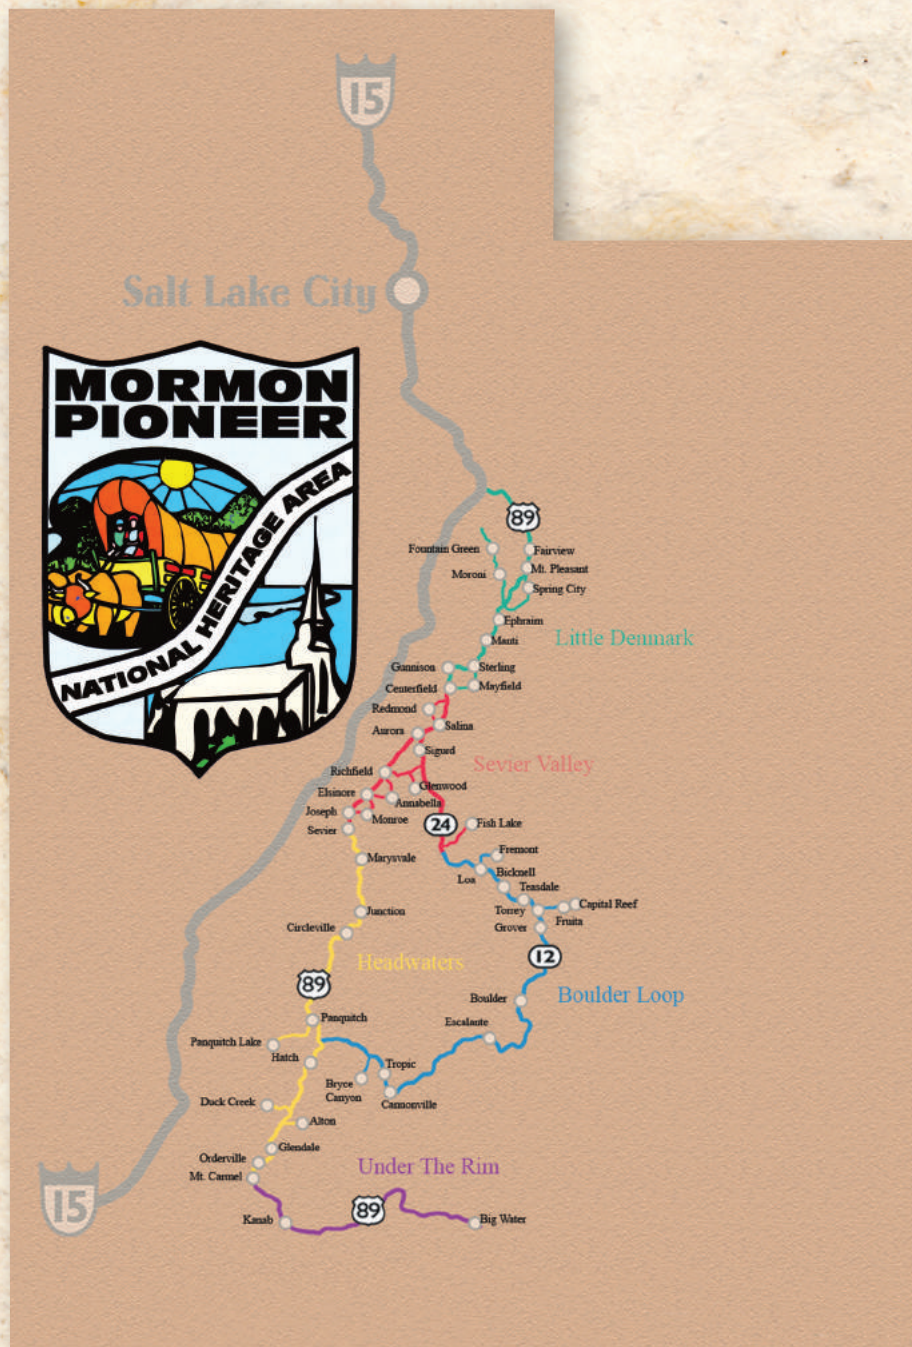 15
Salt Lake City
MORMON
PIONEER
NATIONAL HERITAGE AREA
89
Fountain Green
Fairview
Moroni
Mt. Pleasant
Spring City
Ephraim
Manti
Little Denmark
Gunnison
Sterling
Centerfield
Mayfield
Redmond
Salina
Aurora
Sigurd
Sevier Valley
Richfield
Glenwood
Elsinore
Annabella
Joseph
Monroe
Sevier
24
Fish Lake
Fremont
Marysvale
Loa
Bicknell
Teasdale
Capital Reef
Junction
Torrey
Fruita
Circleville
Grover
Headwaters
12
89
Boulder
Boulder Loop
Panquitch
Escalante
Panquitch Lake
Hatch
Tropic
Bryce
Canyon
Duck Creek
Cannonville
Alton
Glendale
Orderville
Under The Rim
Mt. Carmel
15
89
Kanab
Big Water